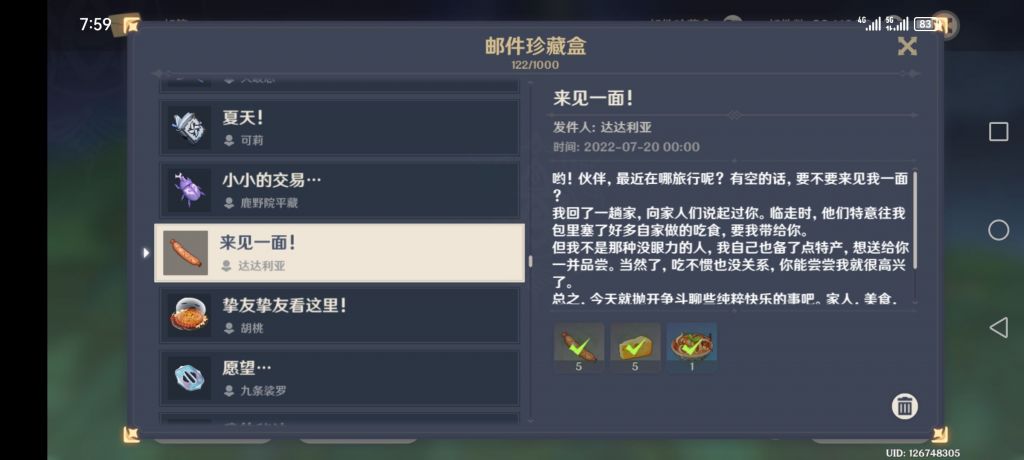 7:59
4G
5G
83
邮件珍藏盒
122/1000
夏天!
可莉
小小的交易…
鹿野院平藏
来见一面!
达达利亚
挚友挚友看这里!
胡桃
愿望…
九条裟罗
来见一面!
发件人: 达达利亚
时间: 2022-07-20 00:00
哟! 伙伴, 最近在哪旅行呢? 有空的话, 要不要来见我一面
?
我回了一趟家, 向家人们说起过你。临走时, 他们特意往我
包里塞了好多自家做的吃食, 要我带给你。
但我不是那种没眼力的人, 我自己也备了点特产, 想送给你
一并品尝。当然了, 吃不惯也没关系, 你能尝尝我就很高兴
了。
总之, 今天就抛开争斗聊些纯粹快乐的事吧。家人, 美食,
5
5
1
UID: 126748305